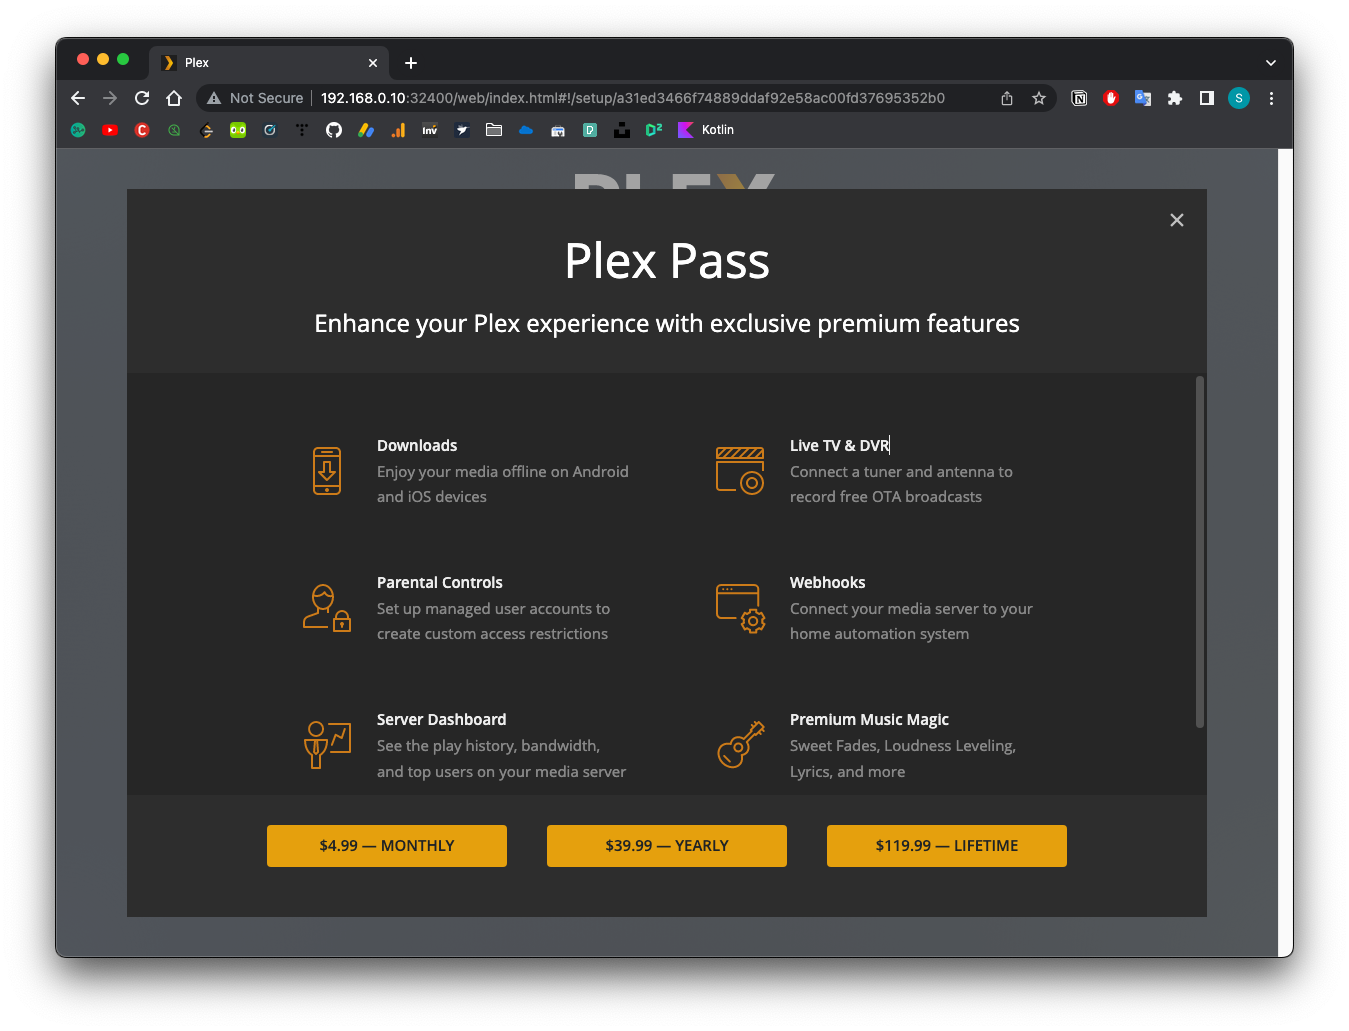 Plex
Not Secure
192.168.0.10:32400/web/index.html#!/setup/a31ed3466f74889ddaf92e58ac00fd37695352b0
S
Inv
Kotlin
PLEX
Plex Pass
Enhance your Plex experience with exclusive premium features
Downloads
Enjoy your media offline on Android
and iOS devices
Live TV & DVR
Connect a tuner and antenna to
record free OTA broadcasts
Parental Controls
Set up managed user accounts to
create custom access restrictions
Webhooks
Connect your media server to your
home automation system
Server Dashboard
See the play history, bandwidth,
and top users on your media server
Premium Music Magic
Sweet Fades, Loudness Leveling,
Lyrics, and more
$4.99 — MONTHLY
$39.99 — YEARLY
$119.99 — LIFETIME